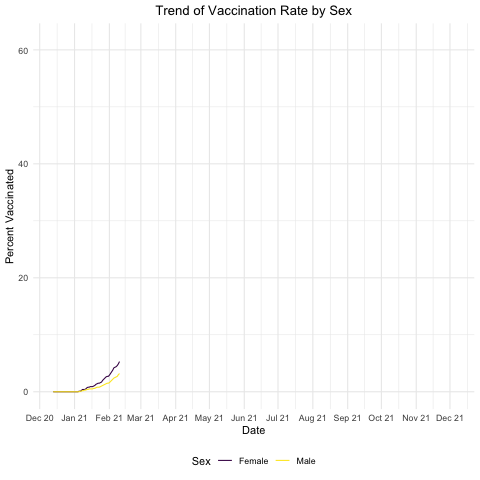 Trend of Vaccination Rate by Sex
Percent Vaccinated
60
40
20
0
Dec 20 Jan 21 Feb 21 Mar 21 Apr 21 May 21 Jun 21 Jul 21 Aug 21 Sep 21 Oct 21 Nov 21 Dec 21
Date
Sex Female Male